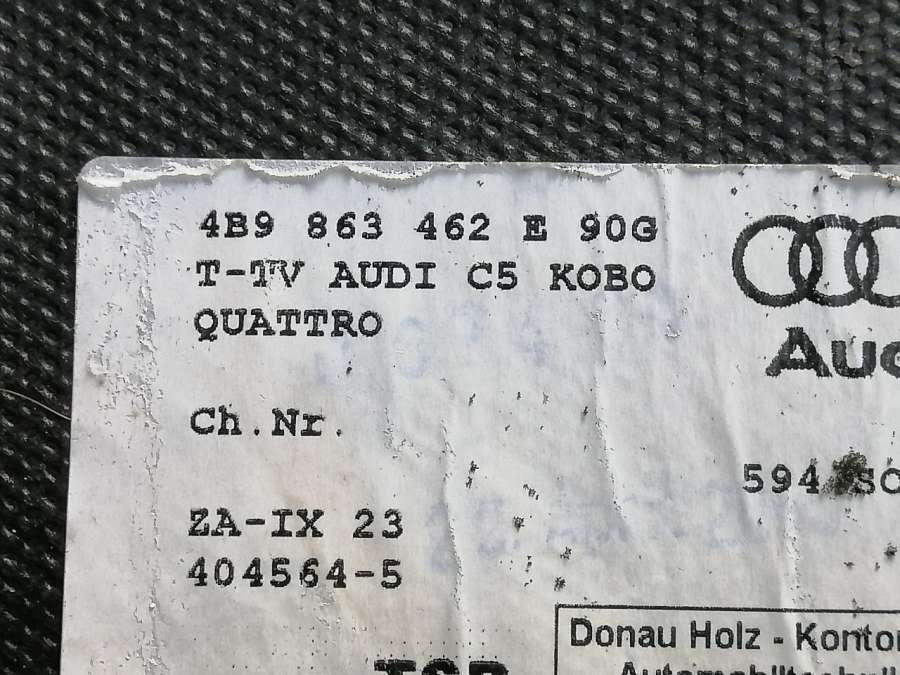 4B9 863 462 E 90G
T-TV AUDI C5 KOBO
QUATTRO
Ch.Nr.
594
ZA-IX 23
404564-5
Donau Holz - Kontor